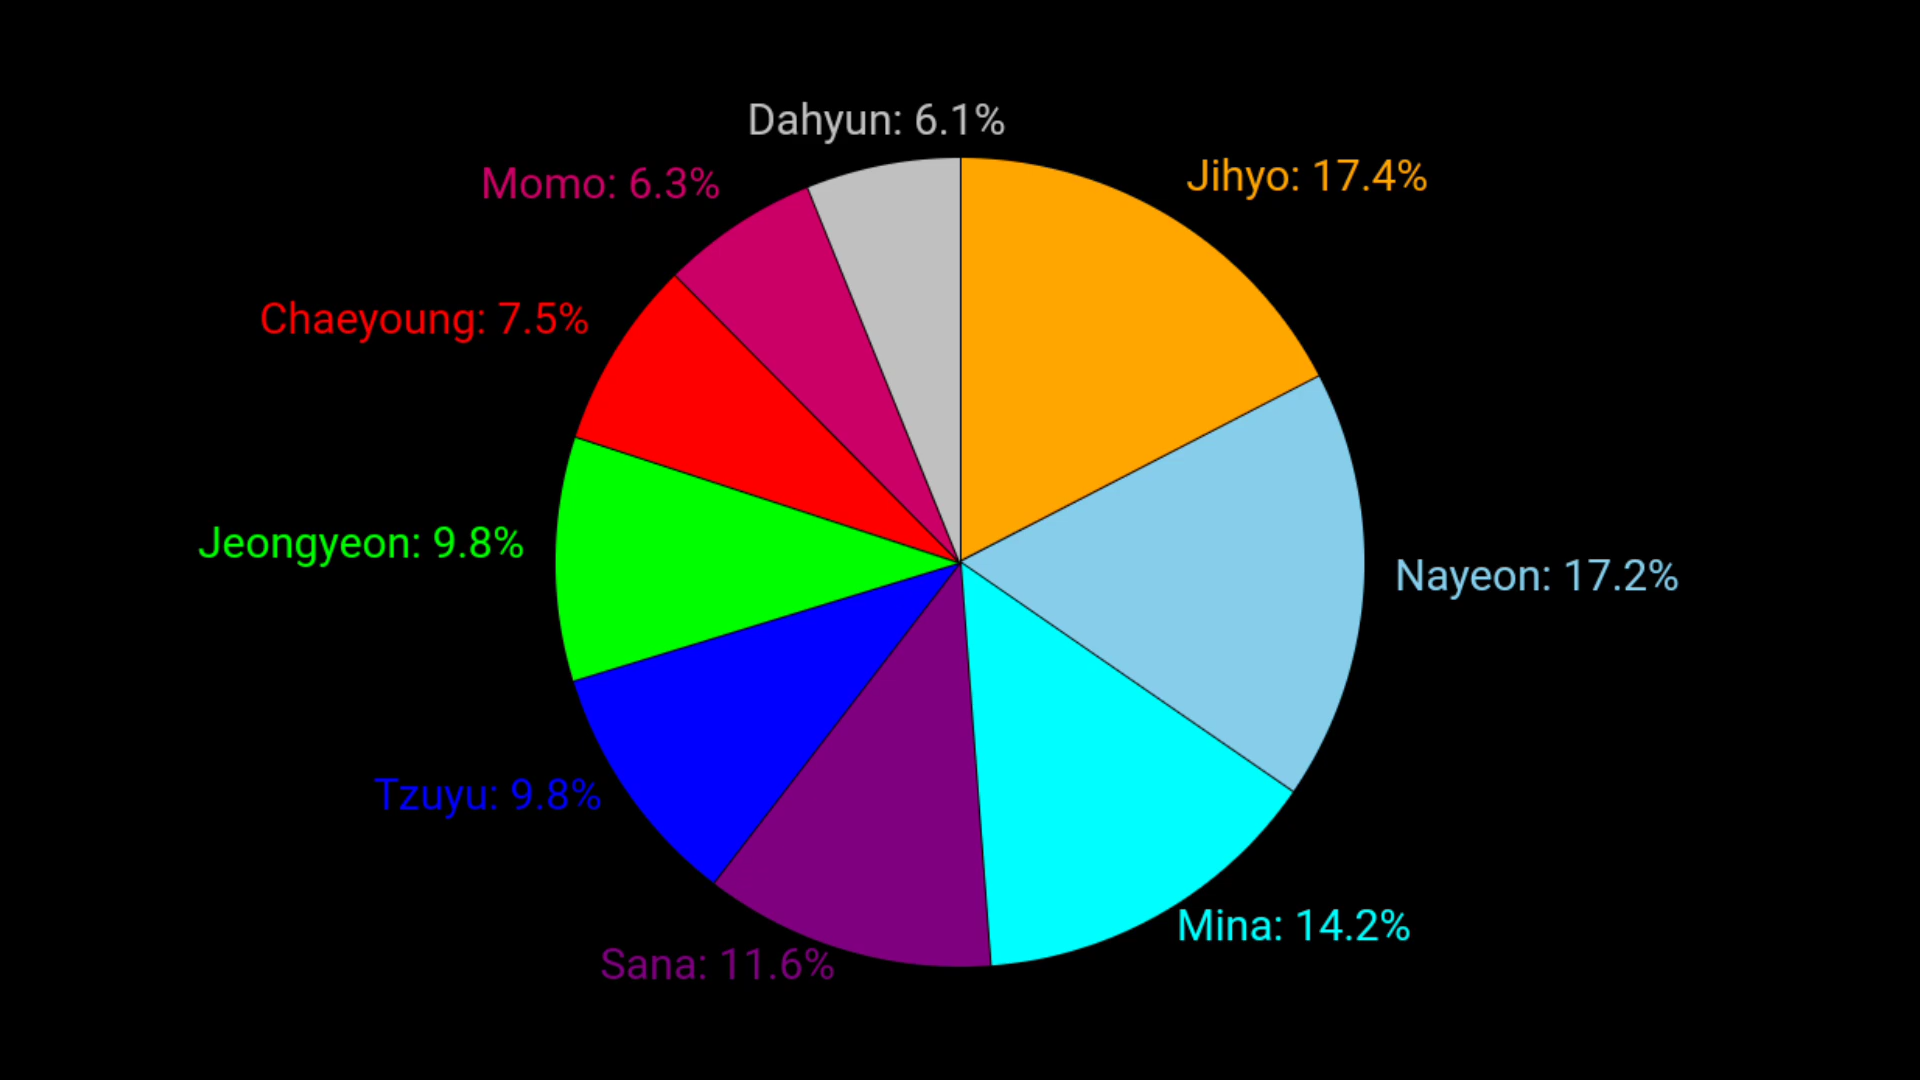 Dahyun: 6.1%
Jihyo: 17.4%
Momo: 6.3%
Chaeyoung: 7.5%
Jeongyeon: 9.8%
Nayeon: 17.2%
Tzuyu: 9.8%
Mina: 14.2%
Sana: 11.6%